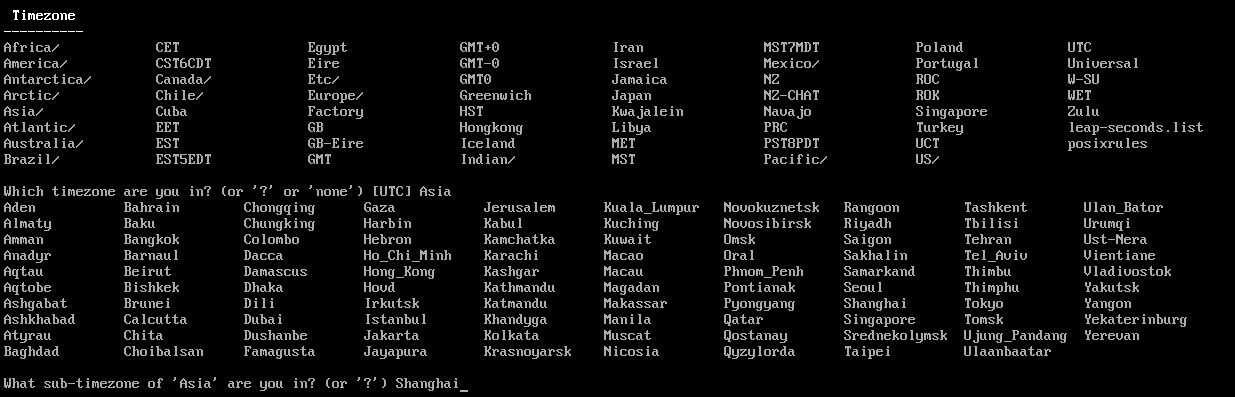 Timezone
----------
Africa/ CET Egypt GMT+0 Iran MST7MDT Poland UTC
America/ CST6CDT Eire GMT-0 Israel Mexico/ Portugal Universal
Antarctica/ Canada/ Etc/ GMT0 Jamaica NZ ROC W-SU
Arctic/ Chile/ Europe/ Greenwich Japan NZ-CHAT ROK WET
Asia/ Cuba Factory HST Kwajalein Navajo Singapore Zulu
Atlantic/ EET GB Hongkong Libya PRC Turkey leap-seconds.list
Australia/ EST GB-Eire Iceland MET PST8PDT UCT posixrules
Brazil/ EST5EDT GMT Indian/ MST Pacific/ US/
Which timezone are you in? (or '?' or 'none') [UTC] Asia
Aden Bahrain Chongqing Gaza Jerusalem Kuala_Lumpur Novokuznetsk Rangoon Tashkent Ulan_Bator
Almaty Baku Chungking Harbin Kabul Kuching Novosibirsk Riyadh Tbilisi Urumqi
Amman Bangkok Colombo Hebron Kamchatka Kuwait Omsk Saigon Tehran Ust-Nera
Anadyr Barnaul Dacca Ho_Chi_Minh Karachi Macao Oral Sakhalin Tel_Aviv Vientiane
Aqtau Beirut Damascus Hong_Kong Kashgar Macau Phnom_Penh Samarkand Thimbu Vladivostok
Aqtobe Bishkek Dhaka Hovd Kathmandu Magadan Pontianak Seoul Thimphu Yakutsk
Ashgabat Brunei Dili Irkutsk Katmandu Makassar Pyongyang Shanghai Tokyo Yangon
Ashkhabad Calcutta Dubai Istanbul Khandyga Manila Qatar Singapore Tomsk Yekaterinburg
Atyrau Chita Dushanbe Jakarta Kolkata Muscat Qostanay Srednekolymsk Ujung_Pandang Yerevan
Baghdad Choibalsan Famagusta Jayapura Krasnoyarsk Nicosia Qyzylorda Taipei Ulaanbaatar
What sub-timezone of 'Asia' are you in? (or '?') Shanghai_